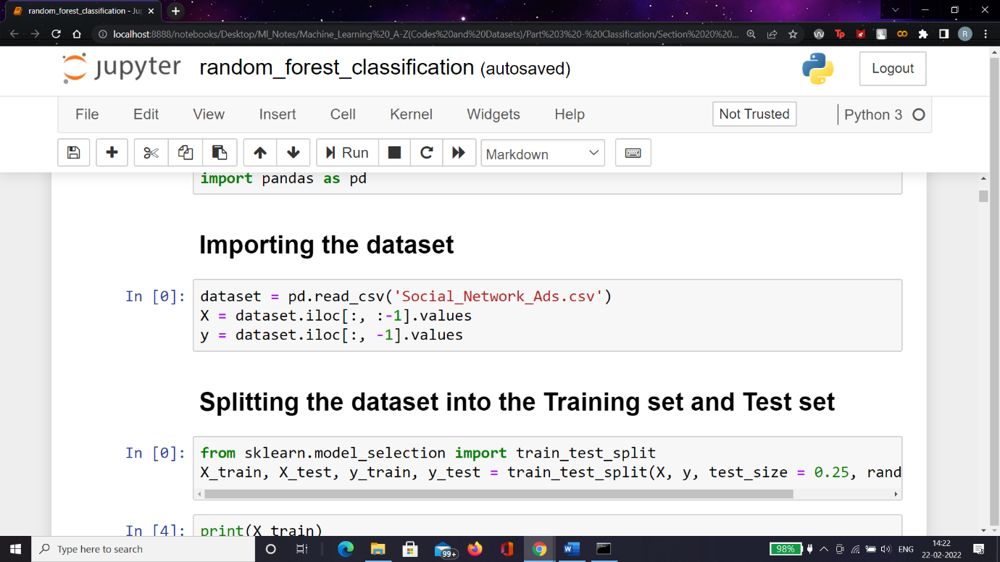 random_forest_classification - Ju
localhost:8888/notebooks/Desktop/Ml_Notes/Machine_Learning%20_A-Z(Codes%20and%20Datasets)/Part%203%20-%20Classification/Section%2020%20...
Tp
R
jupyter random_forest_classification (autosaved)
Logout
File Edit View Insert Cell Kernel Widgets Help Not Trusted Python 3
Run Markdown
import pandas as pd
Importing the dataset
In [0]: dataset = pd.read_csv('Social_Network_Ads.csv')
X = dataset.iloc[:, :-1].values
y = dataset.iloc[:, -1].values
Splitting the dataset into the Training set and Test set
In [0]: from sklearn.model_selection import train_test_split
X_train, X_test, y_train, y_test = train_test_split(X, y, test_size = 0.25, rand
In [4]: print(X_train)
Type here to search
99+
W
98%
ENG
14:22
22-02-2022